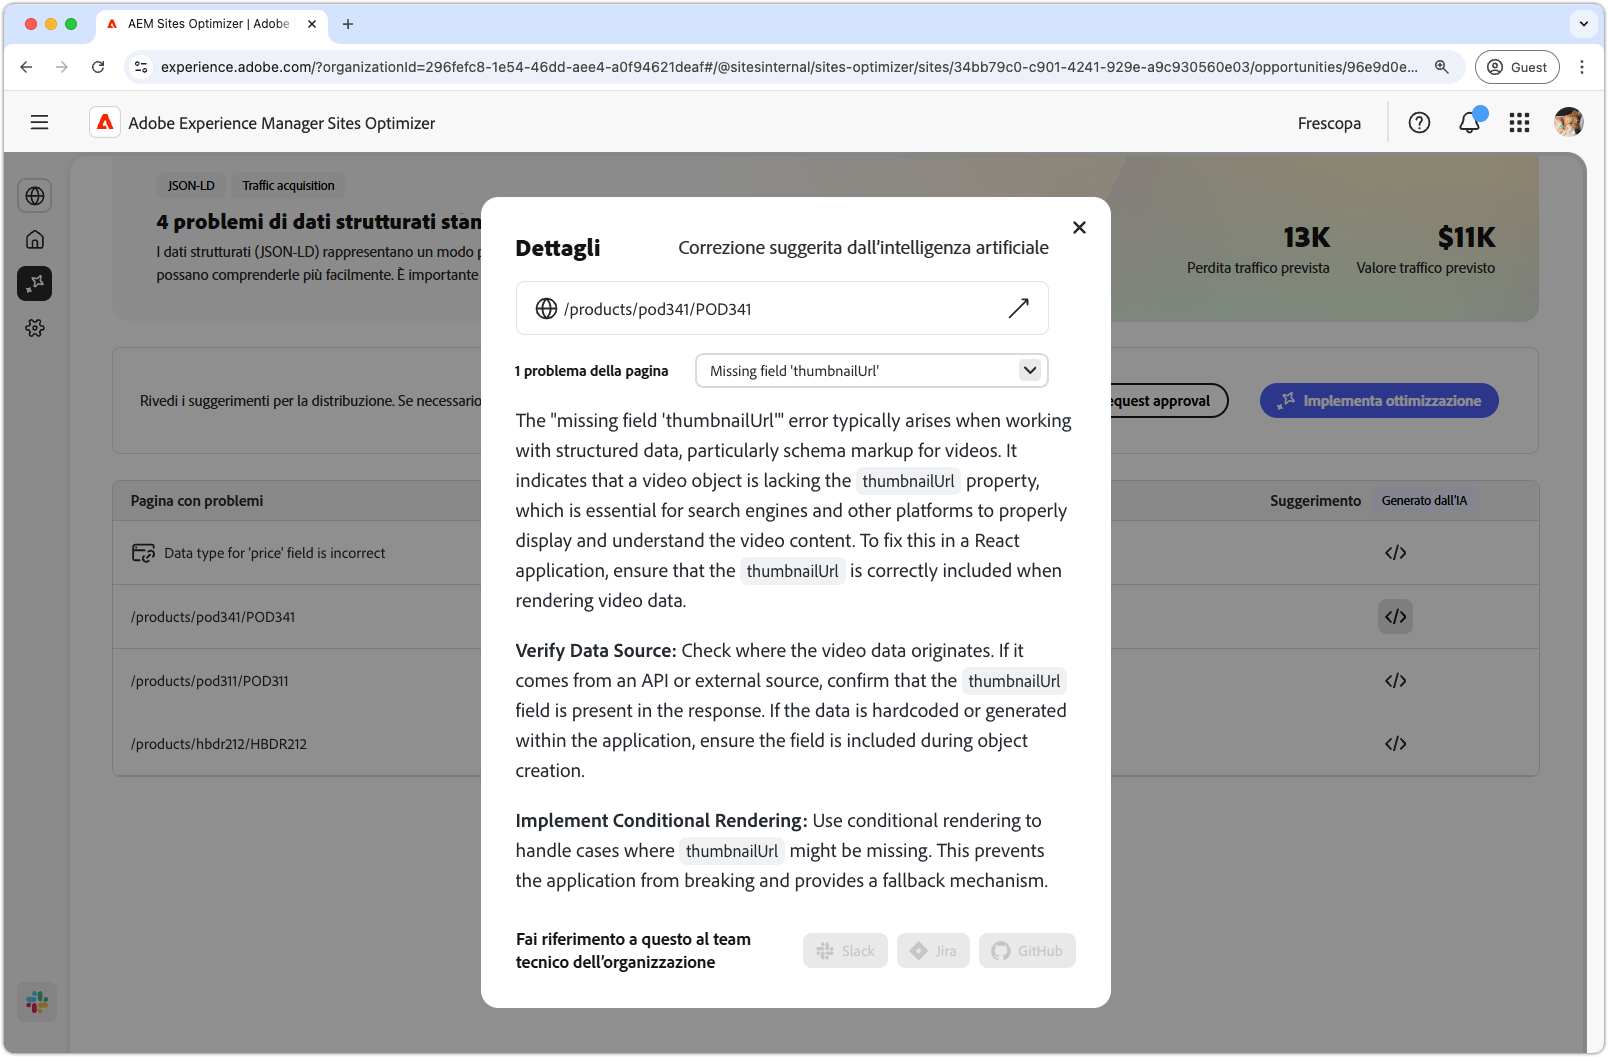 AEM Sites Optimizer | Adobe
experience.adobe.com/?organizationId=296fefc8-1e54-46dd-aee4-a0f94621deaf#/@sitesinternal/sites-optimizer/sites/34bb79c0-c901-4241-929e-a9c930560e03/opportunities/96e9d0e...
Guest
Adobe Experience Manager Sites Optimizer
Frescopa
JSON-LD
Traffic acquisition
4 problemi di dati strutturati stan
I dati strutturati (JSON-LD) rappresentano un modo p
possano comprenderle più facilmente. È importante
13K
Perdita traffico prevista
$11K
Valore traffico previsto
Rivedi i suggerimenti per la distribuzione. Se necessario
equest approval
Implementa ottimizzazione
Pagina con problemi
Suggerimento
Generato dall'IA
Data type for 'price' field is incorrect
/products/pod341/POD341
/products/pod311/POD311
/products/hbdr212/HBDR212
Dettagli
Correzione suggerita dall'intelligenza artificiale
/products/pod341/POD341
1 problema della pagina
Missing field 'thumbnailUrl'
The "missing field 'thumbnailUrl'" error typically arises when working
with structured data, particularly schema markup for videos. It
indicates that a video object is lacking the thumbnailUrl property,
which is essential for search engines and other platforms to properly
display and understand the video content. To fix this in a React
application, ensure that the thumbnailUrl is correctly included when
rendering video data.
Verify Data Source: Check where the video data originates. If it
comes from an API or external source, confirm that the thumbnailUrl
field is present in the response. If the data is hardcoded or generated
within the application, ensure the field is included during object
creation.
Implement Conditional Rendering: Use conditional rendering to
handle cases where thumbnailUrl might be missing. This prevents
the application from breaking and provides a fallback mechanism.
Fai riferimento a questo al team
tecnico dell'organizzazione
Slack
Jira
GitHub